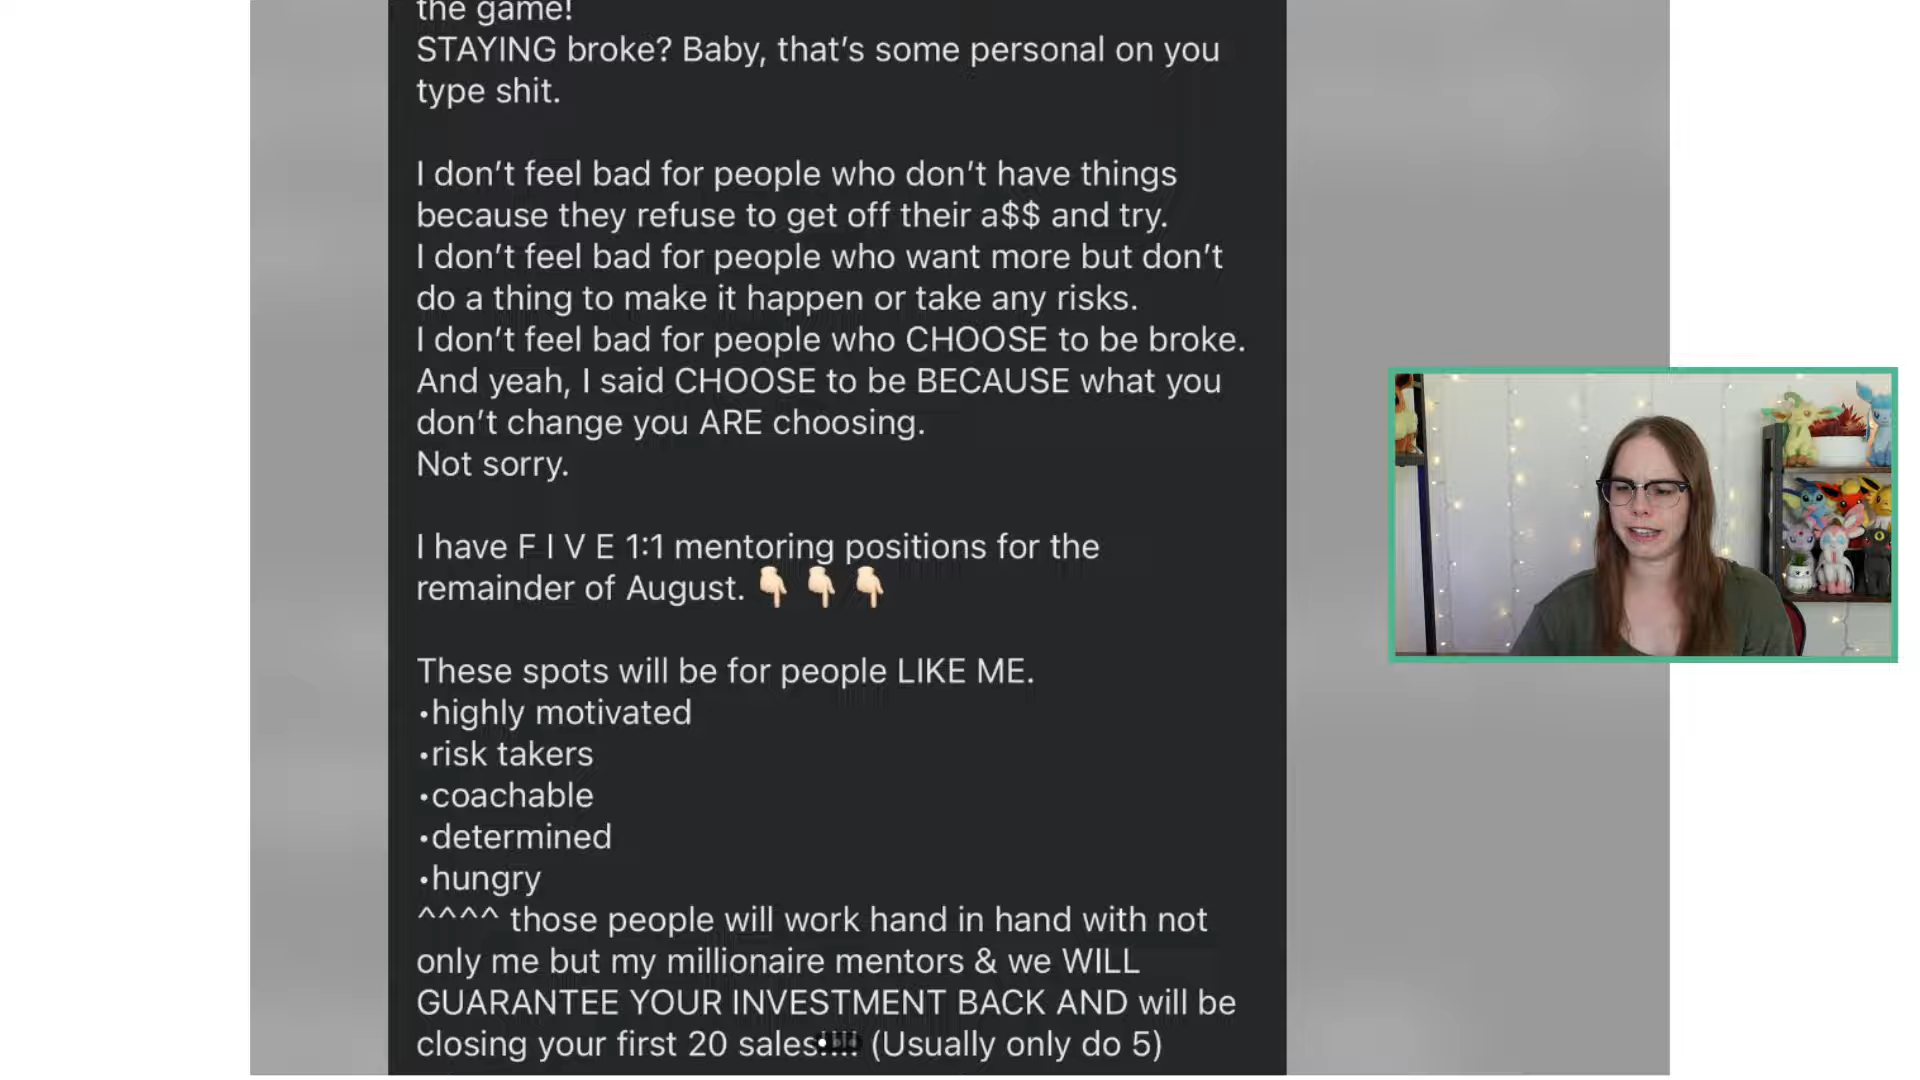 the game!
STAYING broke? Baby, that's some personal on you
type shit.
I don't feel bad for people who don't have things
because they refuse to get off their a$$ and try.
I don't feel bad for people who want more but don't
do a thing to make it happen or take any risks.
I don't feel bad for people who CHOOSE to be broke.
And yeah, I said CHOOSE to be BECAUSE what you
don't change you ARE choosing.
Not sorry.
I have F I V E 1:1 mentoring positions for the
remainder of August. 👇🏻 👇🏻 👇🏻
These spots will be for people LIKE ME.
•highly motivated
•risk takers
•coachable
•determined
•hungry
^^^^ those people will work hand in hand with not
only me but my millionaire mentors & we WILL
GUARANTEE YOUR INVESTMENT BACK AND will be
closing your first 20 sales!!!! (Usually only do 5)